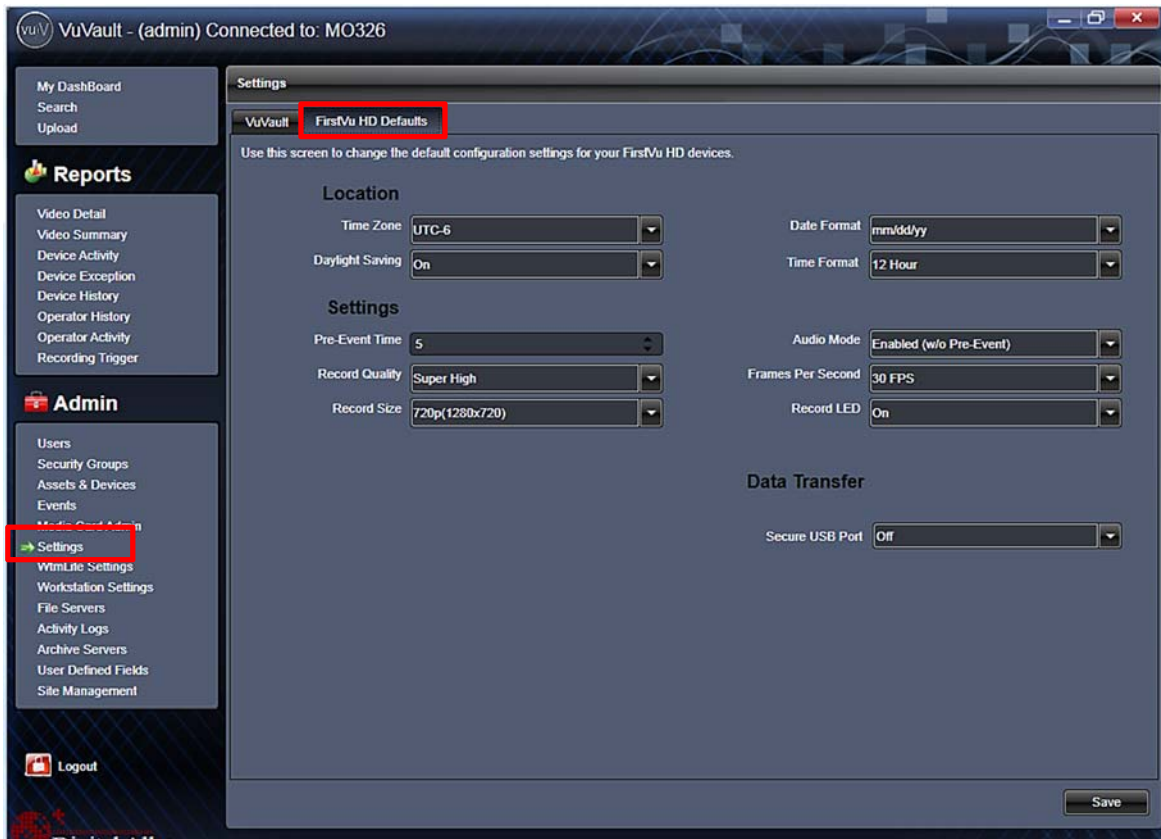 vuV VuVault - (admin) Connected to: MO326
My DashBoard
Search
Upload
Reports
Video Detail
Video Summary
Device Activity
Device Exception
Device History
Operator History
Operator Activity
Recording Trigger
Admin
Users
Security Groups
Assets & Devices
Events
Media Card Admin
Settings
WtmLite Settings
Workstation Settings
File Servers
Activity Logs
Archive Servers
User Defined Fields
Site Management
Logout
Settings
VuVault FirstVu HD Defaults
Use this screen to change the default configuration settings for your FirstVu HD devices.
Location
Time Zone UTC-6 Date Format mm/dd/yy
Daylight Saving On Time Format 12 Hour
Settings
Pre-Event Time 5 Audio Mode Enabled (w/o Pre-Event)
Record Quality Super High Frames Per Second 30 FPS
Record Size 720p(1280x720) Record LED On
Data Transfer
Secure USB Port Off
Save